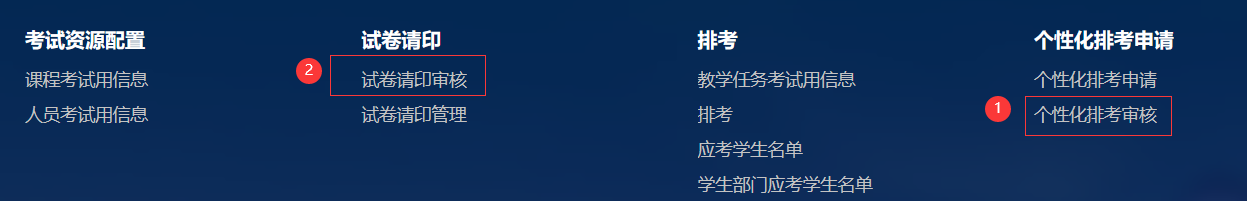 考试资源配置
课程考试用信息
人员考试用信息
试卷请印
2
试卷请印审核
试卷请印管理
排考
教学任务考试用信息
排考
应考学生名单
学生部门应考学生名单
个性化排考申请
个性化排考申请
1
个性化排考审核